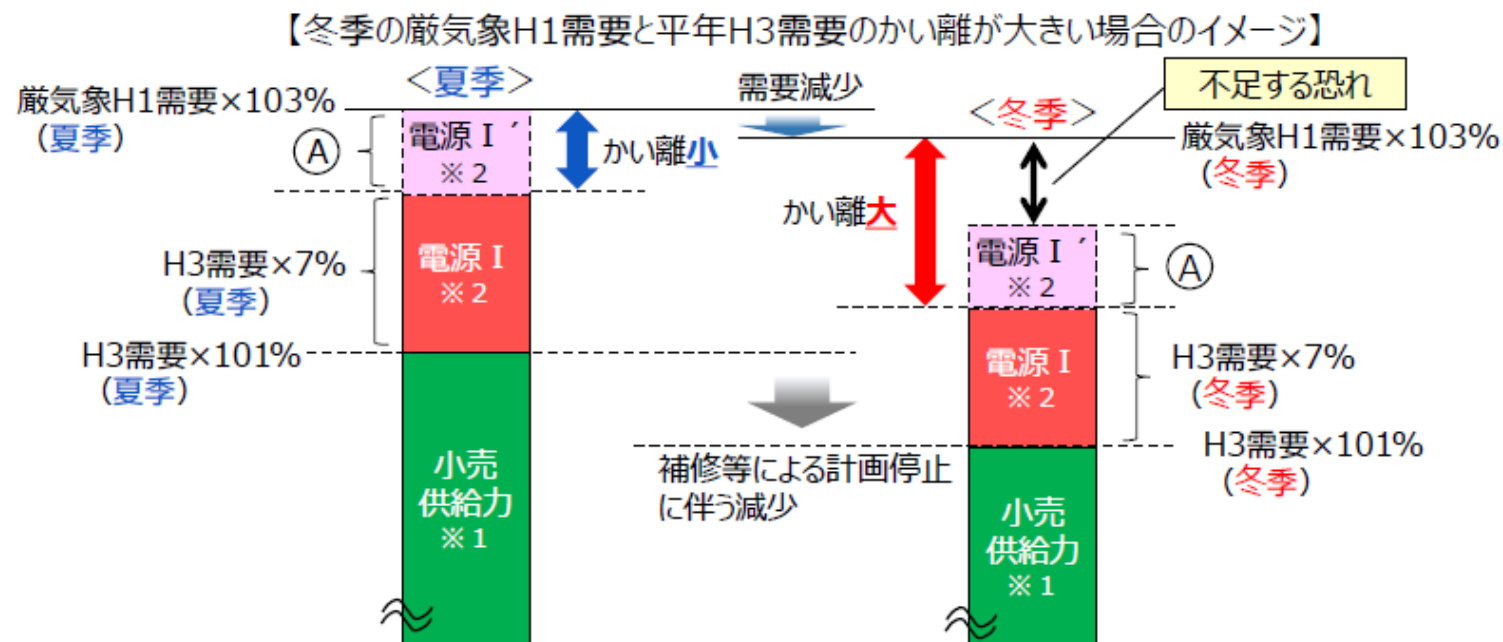 【冬季の厳気象H1需要と平年H3需要のかい離が大きい場合のイメージ】
＜夏季＞
厳気象H1需要×103%
（夏季）
Ⓐ
電源Ⅰ´
※２
かい離小
H3需要×7%
（夏季）
電源Ⅰ
※２
H3需要×101%
（夏季）
小売
供給力
※１
需要減少
補修等による計画停止
に伴う減少
＜冬季＞
不足する恐れ
厳気象H1需要×103%
（冬季）
かい離大
電源Ⅰ´
※２
Ⓐ
電源Ⅰ
※２
H3需要×7%
（冬季）
H3需要×101%
（冬季）
小売
供給力
※１